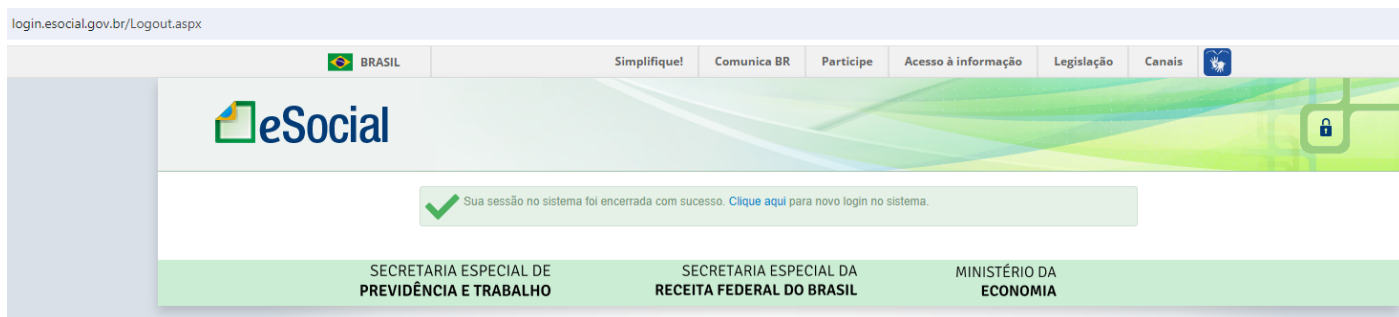 login.esocial.gov.br/Logout.aspx
BRASIL Simplifique! Comunica BR Participe Acesso à informação Legislação Canais
eSocial
Sua sessão no sistema foi encerrada com sucesso. Clique aqui para novo login no sistema.
SECRETARIA ESPECIAL DE
PREVIDÊNCIA E TRABALHO
SECRETARIA ESPECIAL DA
RECEITA FEDERAL DO BRASIL
MINISTÉRIO DA
ECONOMIA